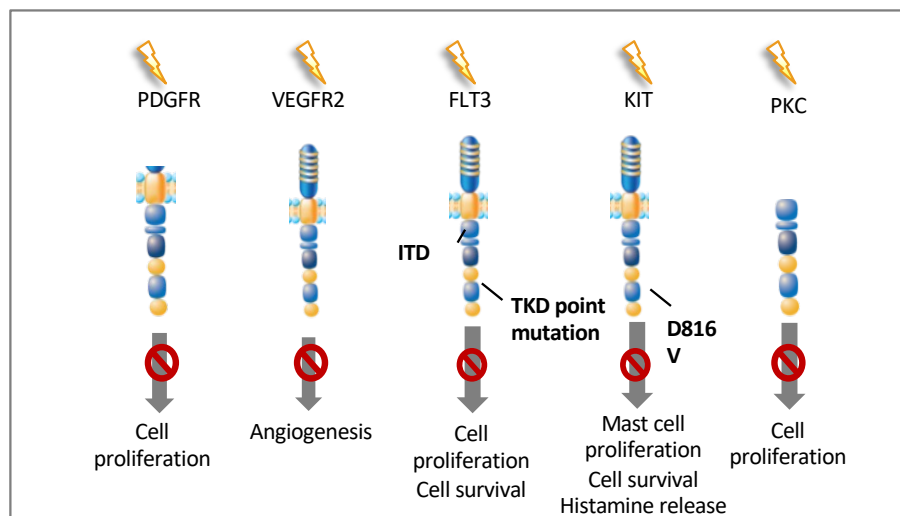 PDGFR
VEGFR2
FLT3
KIT
PKC
ITD
TKD point
mutation
D816
V
Cell
proliferation
Angiogenesis
Cell
proliferation
Cell survival
Mast cell
proliferation
Cell survival
Histamine release
Cell
proliferation